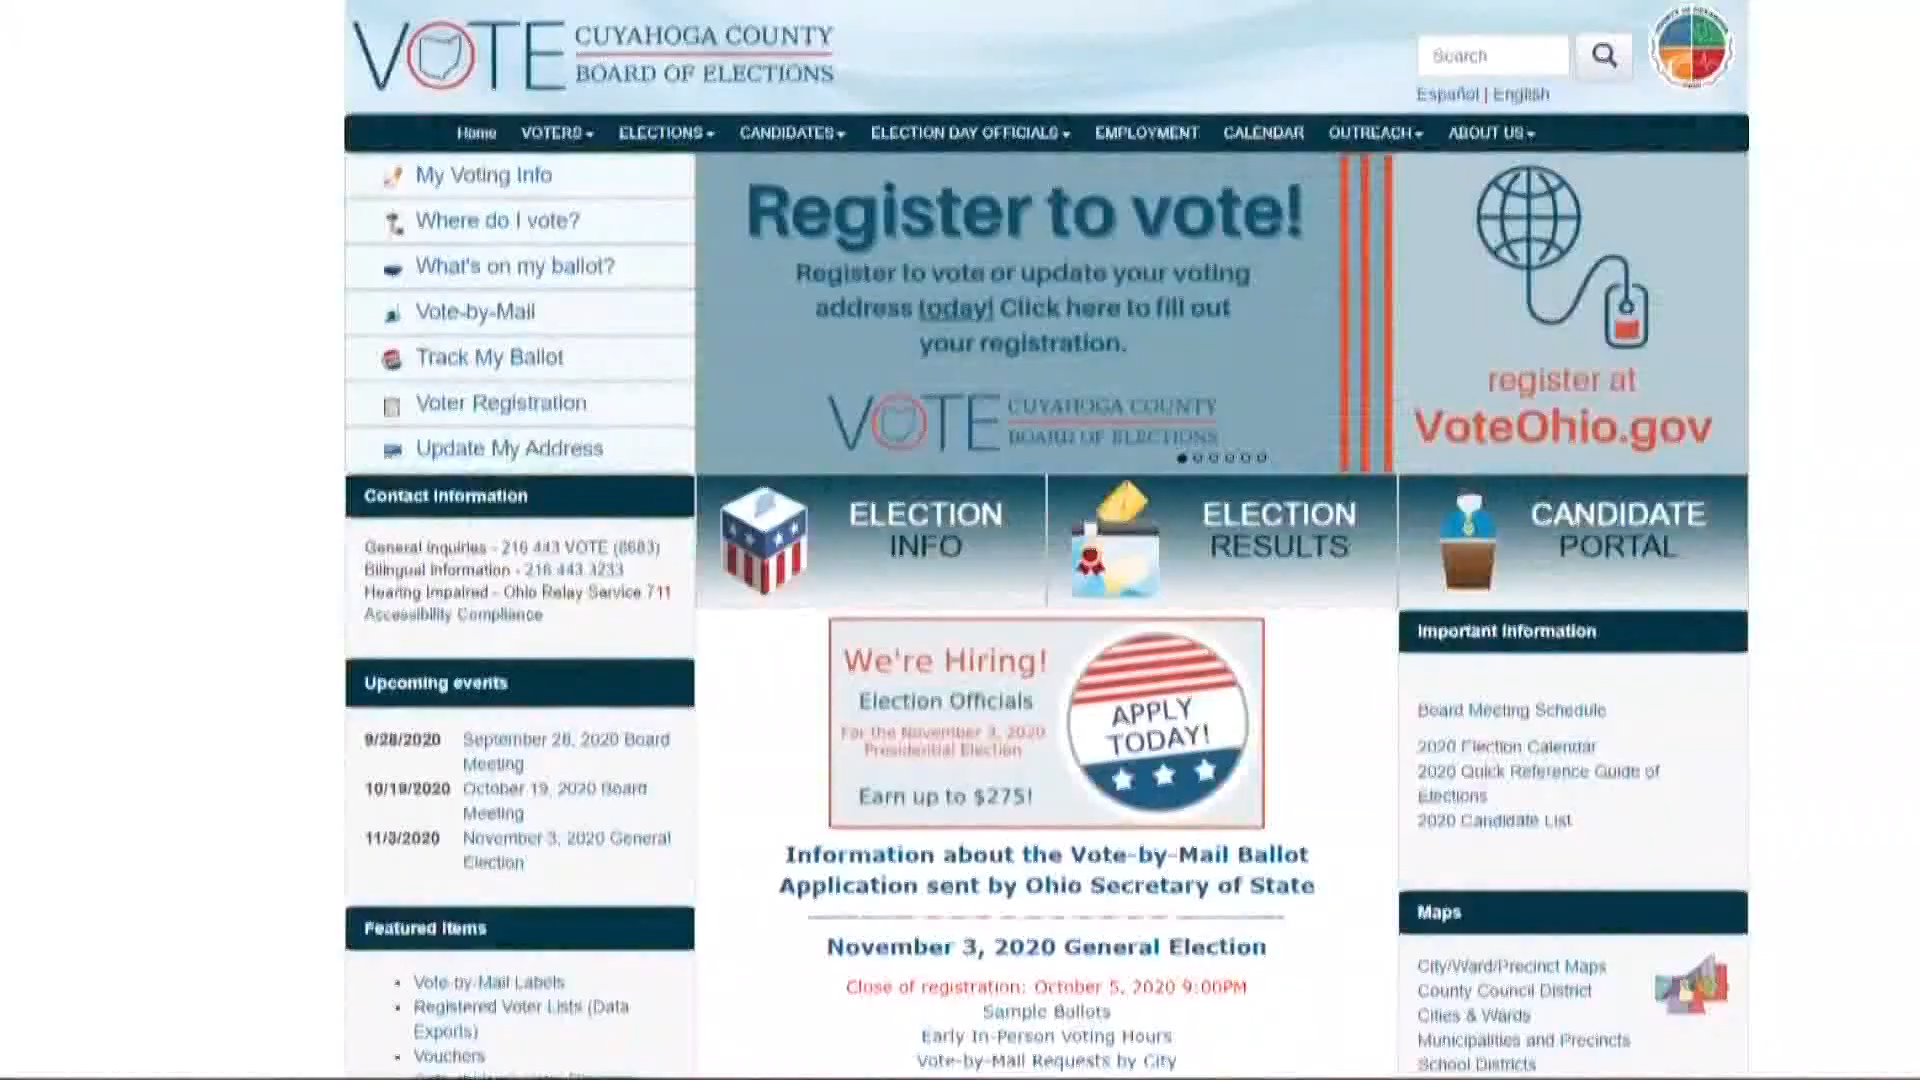 VOTE CUYAHOGA COUNTY
BOARD OF ELECTIONS
Search
Español | English
Home VOTERS ELECTIONS CANDIDATES ELECTION DAY OFFICIALS EMPLOYMENT CALENDAR OUTREACH ABOUT US
My Voting Info
Where do I vote?
What's on my ballot?
Vote-by-Mail
Track My Ballot
Voter Registration
Update My Address
Register to vote!
Register to vote or update your voting
address today! Click here to fill out
your registration.
VOTE CUYAHOGA COUNTY
BOARD OF ELECTIONS
register at
VoteOhio.gov
Contact Information
General Inquiries - 216 443 VOTE (8683)
Bilingual Information - 216 443 3233
Hearing Impaired - Ohio Relay Service 711
Accessibility Compliance
Upcoming events
9/28/2020 September 28, 2020 Board
Meeting
10/19/2020 October 19, 2020 Board
Meeting
11/3/2020 November 3, 2020 General
Election
Featured Items
Vote-by-Mail Labels
Registered Voter Lists (Data
Exports)
Vouchers
ELECTION
INFO
ELECTION
RESULTS
CANDIDATE
PORTAL
We're Hiring!
Election Officials
For the November 3, 2020
Presidential Election
Earn up to $275!
APPLY
TODAY!
Information about the Vote-by-Mail Ballot
Application sent by Ohio Secretary of State
November 3, 2020 General Election
Close of registration: October 5, 2020 9:00PM
Sample Ballots
Early In-Person Voting Hours
Vote-by-Mail Requests by City
Important Information
Board Meeting Schedule
2020 Election Calendar
2020 Quick Reference Guide of
Elections
2020 Candidate List
Maps
City/Ward/Precinct Maps
County Council District
Cities & Wards
Municipalities and Precincts
School Districts